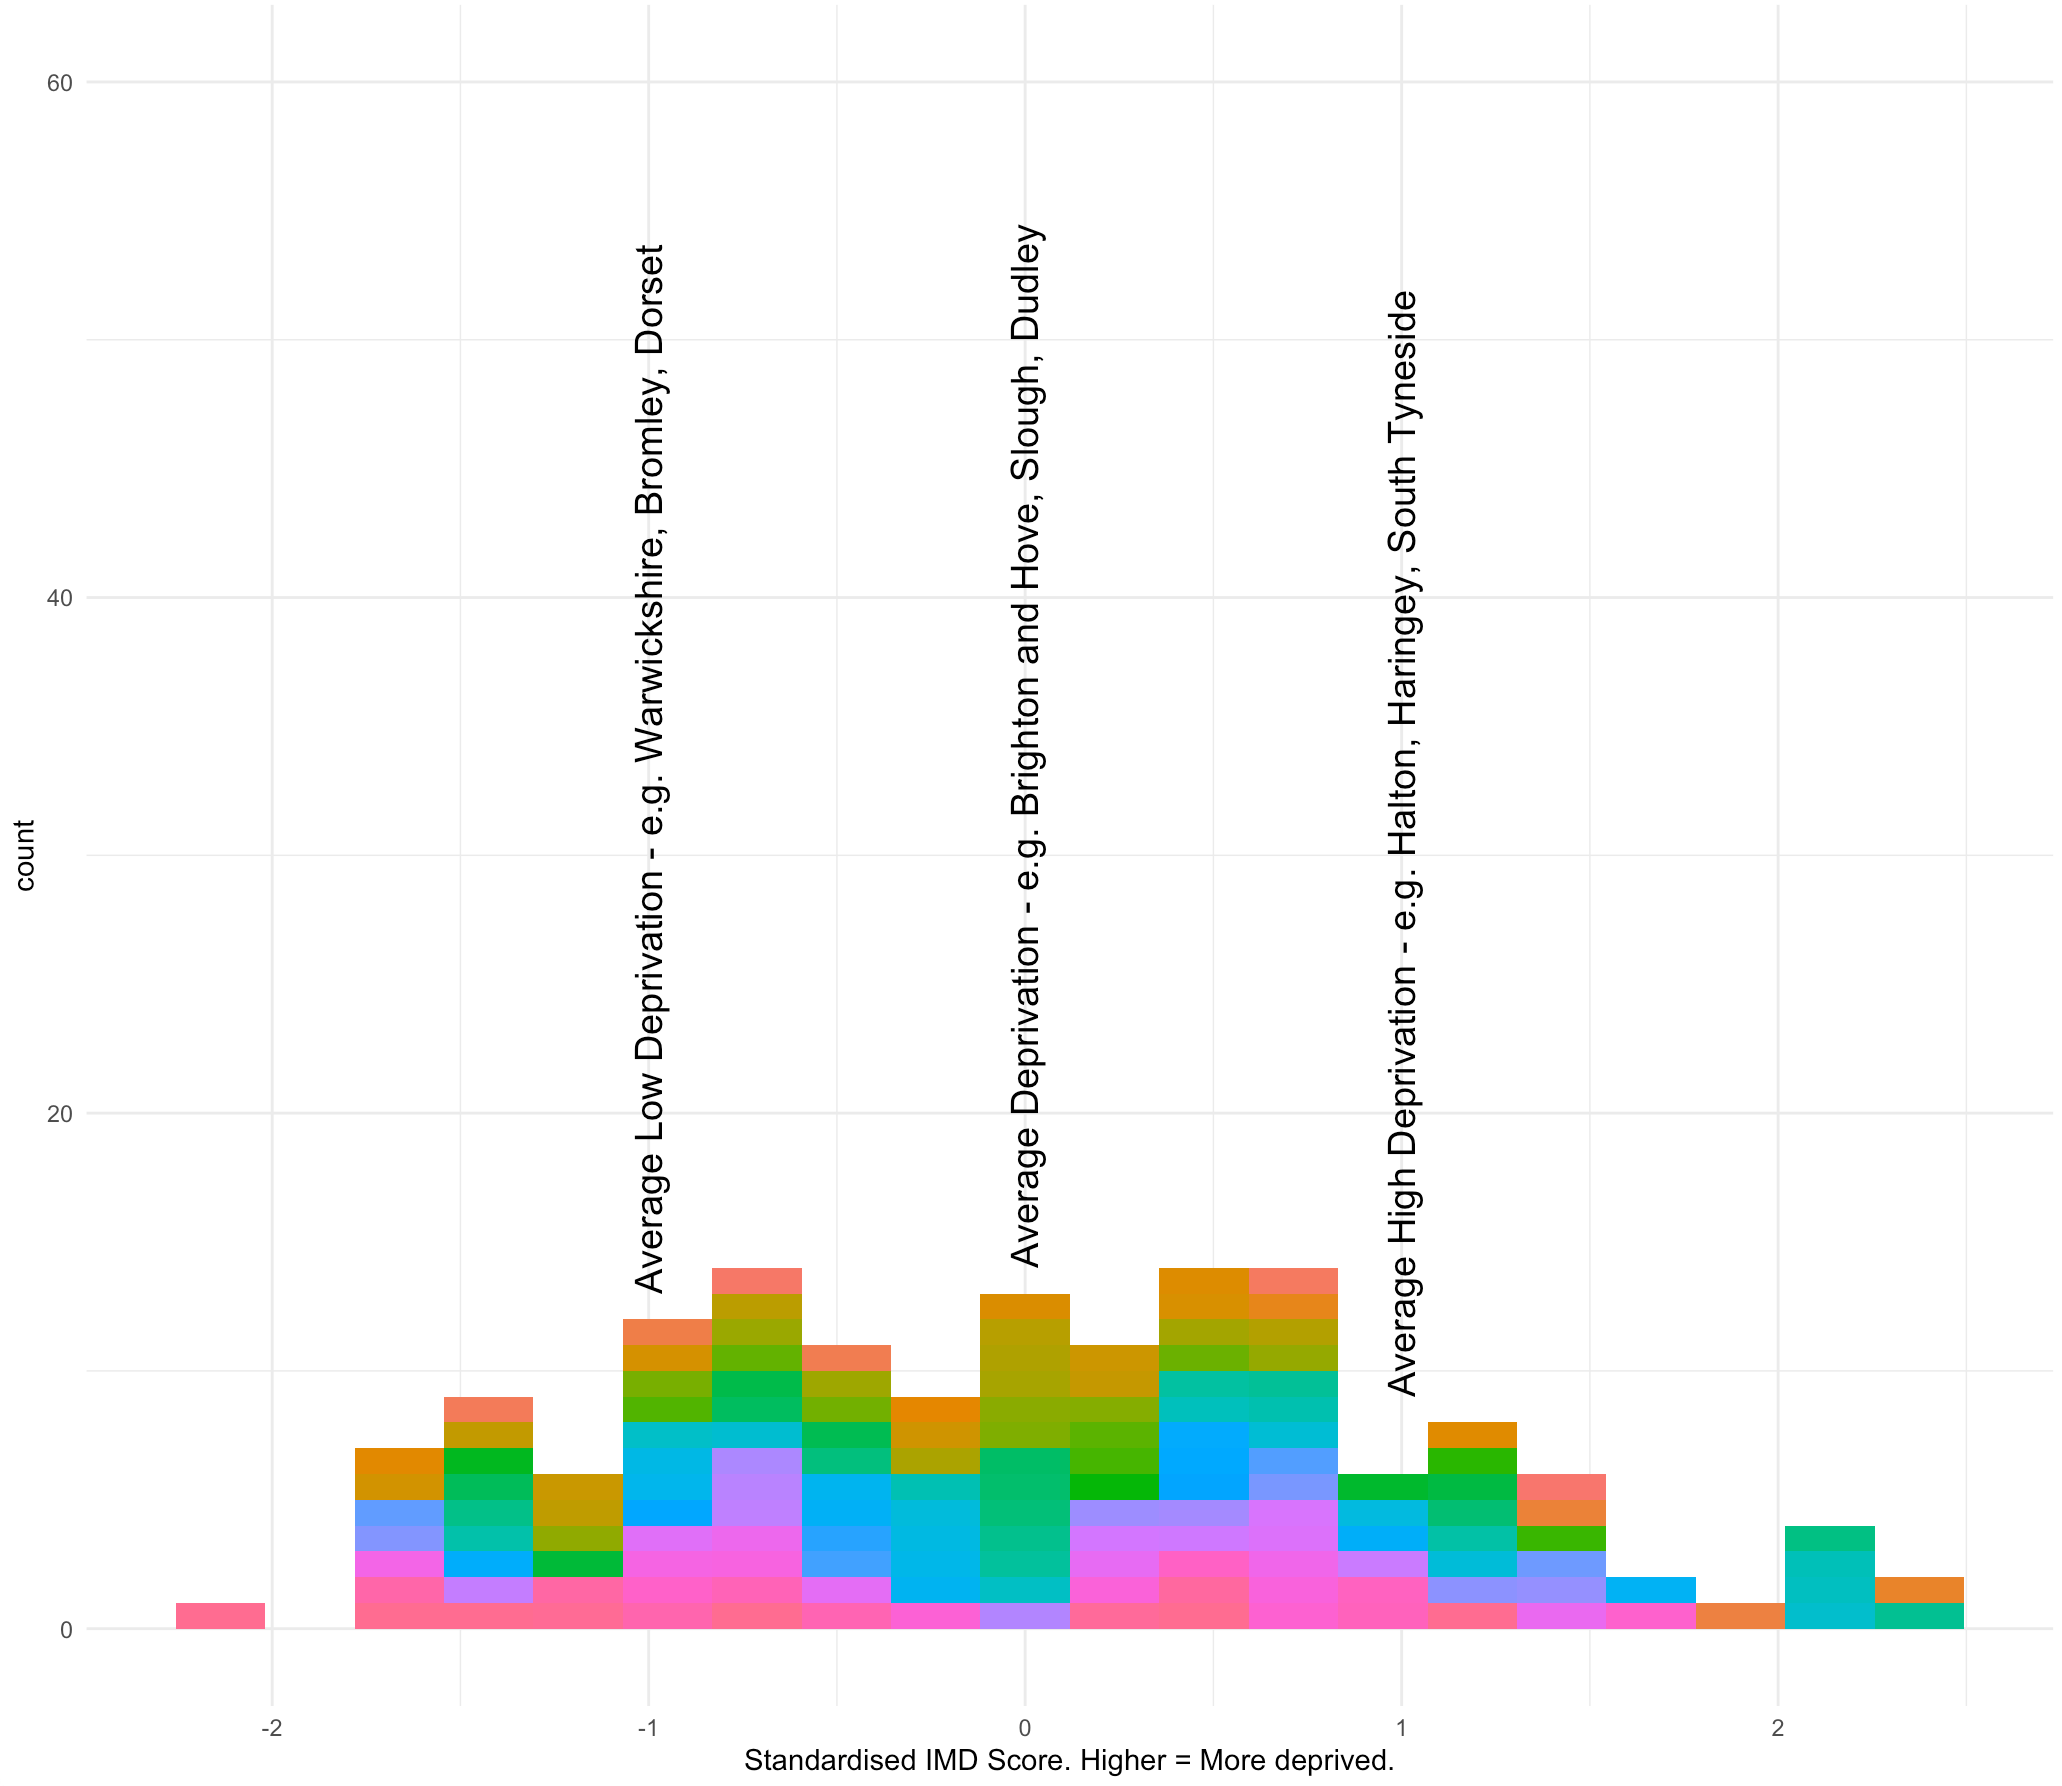 60
40
20
0
count
Average Low Deprivation - e.g. Warwickshire, Bromley, Dorset
Average Deprivation - e.g. Brighton and Hove, Slough, Dudley
Average High Deprivation - e.g. Halton, Haringey, South Tyneside
-2
-1
0
1
2
Standardised IMD Score. Higher = More deprived.